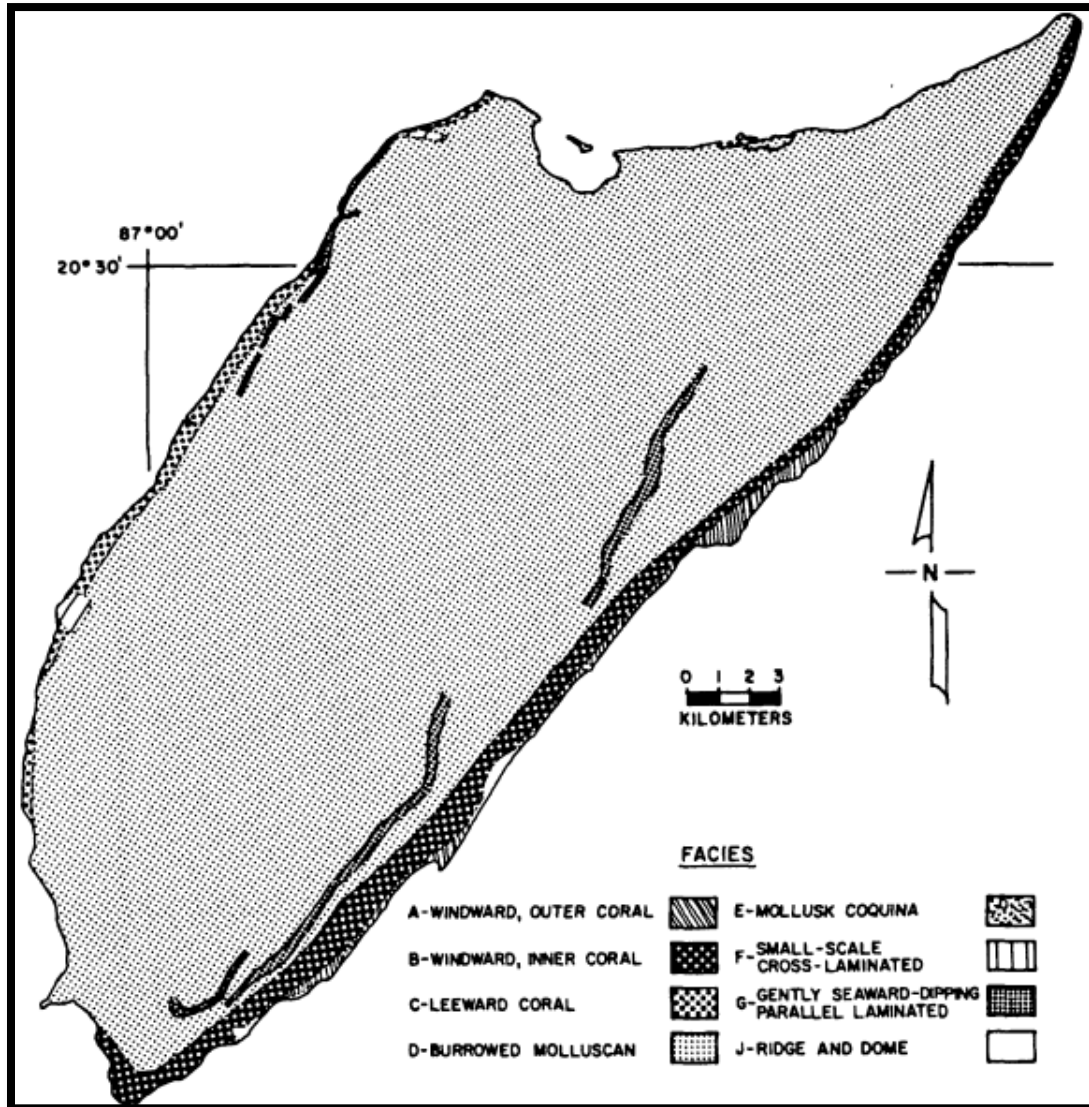 87°00'
20°30'
N
0 1 2 3
KILOMETERS
FACIES
A-WINDWARD, OUTER CORAL
B-WINDWARD, INNER CORAL
C-LEEWARD CORAL
D-BURROWED MOLLUSCAN
E-MOLLUSK COQUINA
F-SMALL-SCALE
CROSS-LAMINATED
G-GENTLY SEAWARD-DIPPING
PARALLEL LAMINATED
J-RIDGE AND DOME